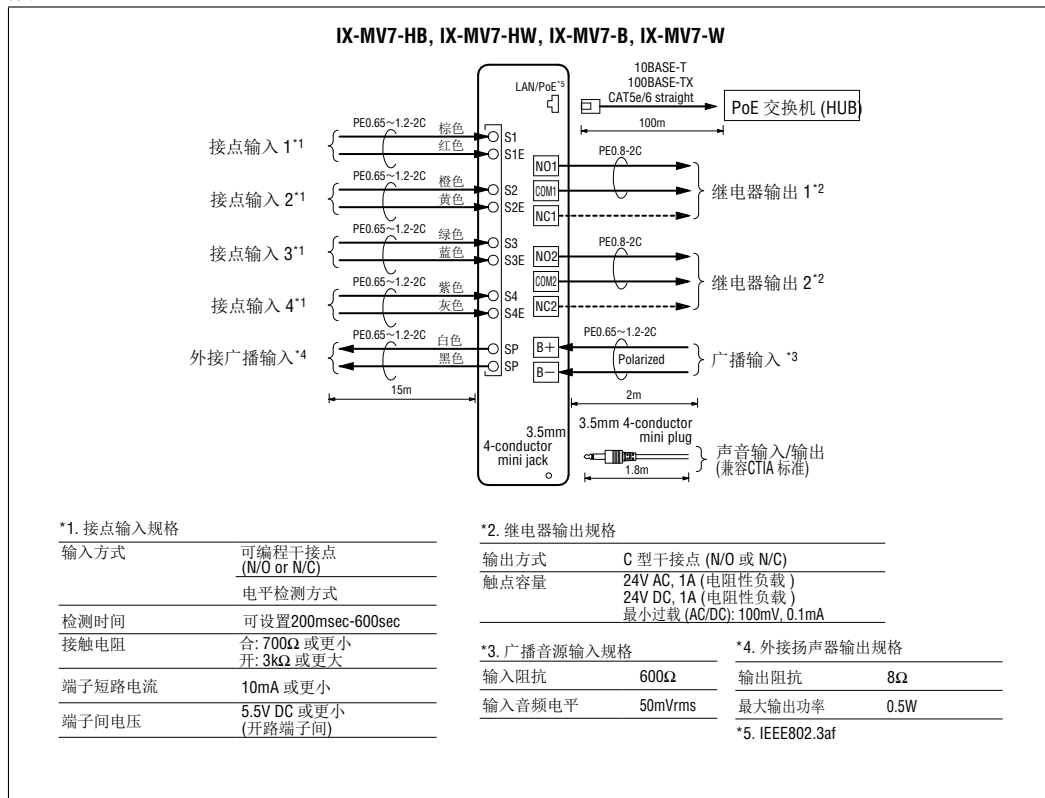 IX-MV7-HB, IX-MV7-HW, IX-MV7-B, IX-MV7-W
LAN/PoE*5
10BASE-T
100BASE-TX
CAT5e/6 straight
PoE 交换机 (HUB)
100m
接点输入 1*1
PE0.65~1.2-2C
棕色
红色
S1
S1E
接点输入 2*1
PE0.65~1.2-2C
橙色
黄色
S2
S2E
接点输入 3*1
PE0.65~1.2-2C
绿色
蓝色
S3
S3E
接点输入 4*1
PE0.65~1.2-2C
紫色
灰色
S4
S4E
外接广播输入*4
PE0.65~1.2-2C
白色
黑色
SP
SP
15m
NO1
COM1
NC1
PE0.8-2C
继电器输出 1*2
NO2
COM2
NC2
PE0.8-2C
继电器输出 2*2
B+
B−
PE0.65~1.2-2C
Polarized
广播输入 *3
2m
3.5mm
4-conductor
mini jack
3.5mm 4-conductor
mini plug
1.8m
声音输入/输出
(兼容CTIA 标准)
*1. 接点输入规格
输入方式 可编程干接点
(N/O or N/C)
电平检测方式
检测时间 可设置200msec-600sec
接触电阻 合: 700Ω 或更小
开: 3kΩ 或更大
端子短路电流 10mA 或更小
端子间电压 5.5V DC 或更小
(开路端子间)
*2. 继电器输出规格
输出方式 C 型干接点 (N/O 或 N/C)
触点容量 24V AC, 1A (电阻性负载 )
24V DC, 1A (电阻性负载 )
最小过载 (AC/DC): 100mV, 0.1mA
*3. 广播音源输入规格
输入阻抗 600Ω
输入音频电平 50mVrms
*4. 外接扬声器输出规格
输出阻抗 8Ω
最大输出功率 0.5W
*5. IEEE802.3af